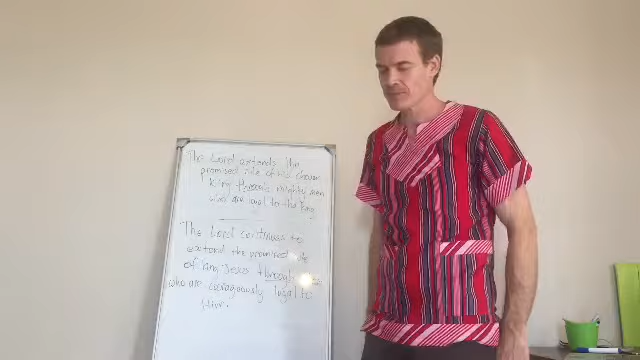 The Lord extends the
promised rule of his chosen
King through mighty men
who are loyal to the King
The Lord continues to
extend the promised rule
of King Jesus through
who are courageously loyal to
Him.